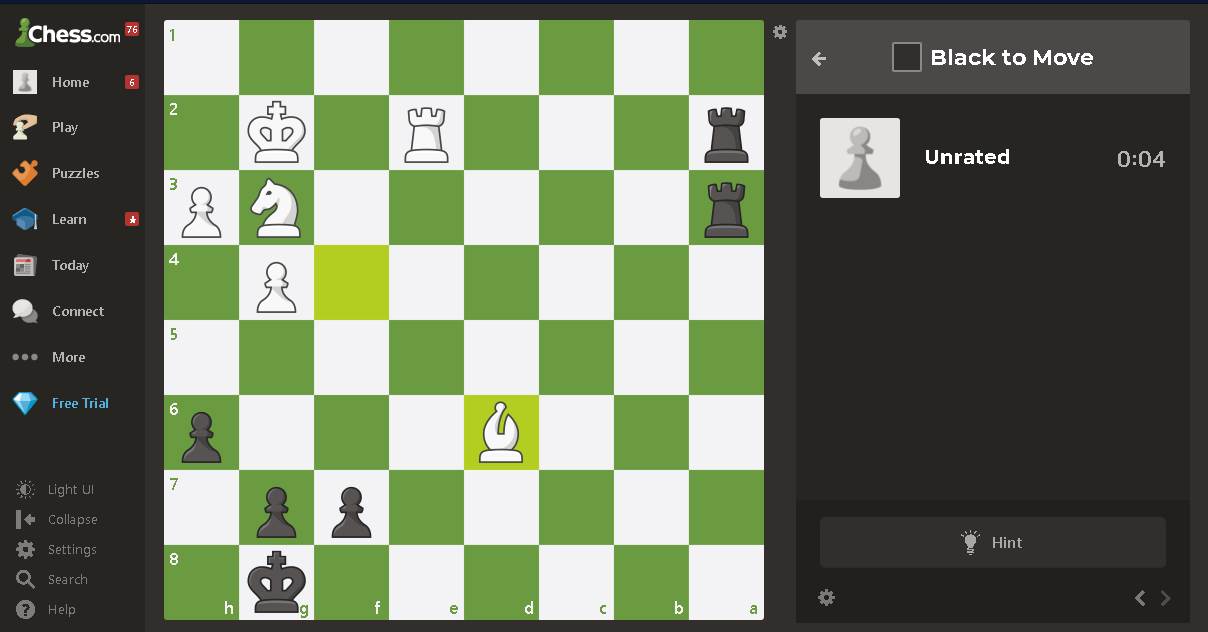 Chess.com 76
Home 6
Play
Puzzles
Learn
Today
Connect
More
Free Trial
Light UI
Collapse
Settings
Search
Help
1
2
3
4
5
6
7
8
h g f e d c b a
Black to Move
Unrated 0:04
Hint